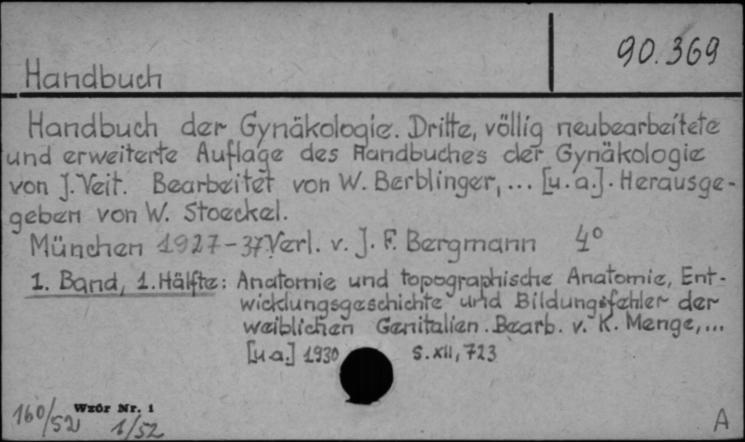 90.369
Handbuch
Handbuch der Gynäkologie. Dritte, völlig neubearbeitete
und erweiterte Auflage des Handbuches der Gynäkologie
von J. Veit. Bearbeitet von W. Berblinger, ... [u.a.]. Herausge-
geben von W. Stoeckel.
München 1927-37 Verl. v. J. F. Bergmann 4°
1. Band, 1. Hälfte: Anatomie und topographische Anatomie, Ent-
wicklungsgeschichte und Bildungsfehler der
weiblichen Genitalien. Bearb. v. K. Menge, ...
[u.a.] 1930 S. XII, 723
160/52 Wzór Nr. 1 1/52 A